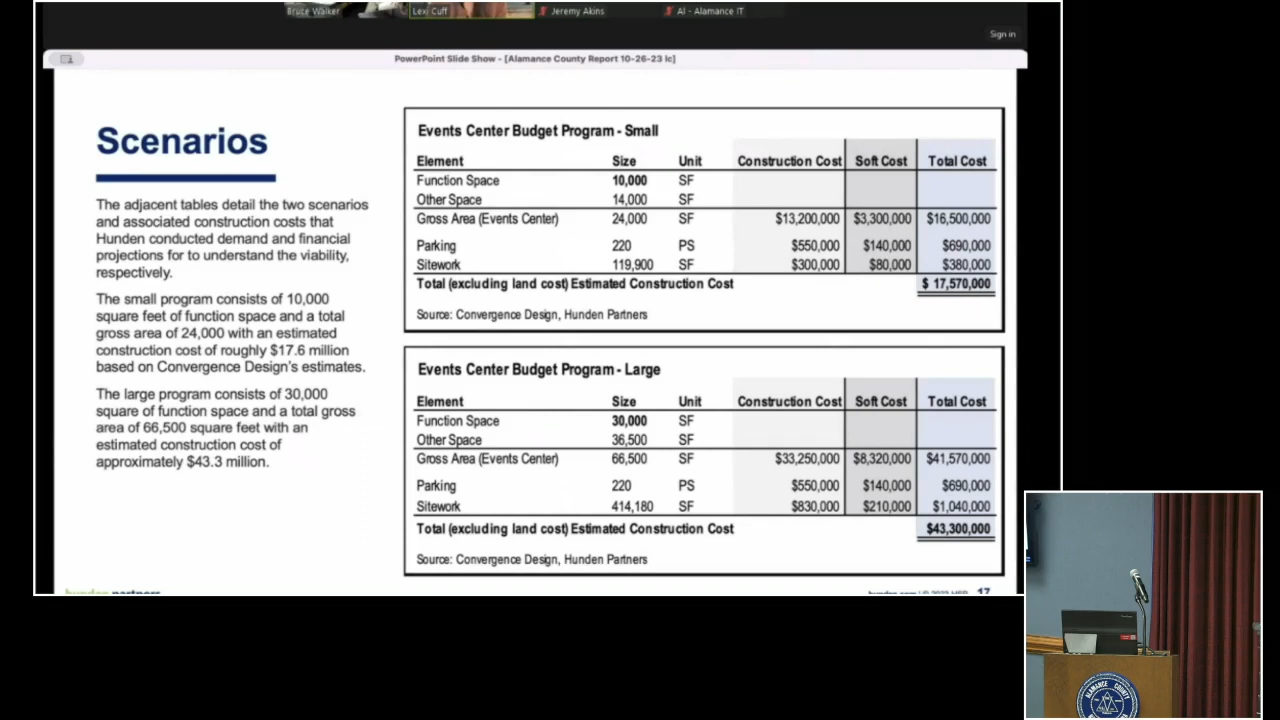 Bruce Walker
Lexi Cuff
Jeremy Akins
Al - Alamance IT
Sign in
PowerPoint Slide Show - [Alamance County Report 10-26-23 lc]
Scenarios
The adjacent tables detail the two scenarios
and associated construction costs that
Hunden conducted demand and financial
projections for to understand the viability,
respectively.
The small program consists of 10,000
square feet of function space and a total
gross area of 24,000 with an estimated
construction cost of roughly $17.6 million
based on Convergence Design's estimates.
The large program consists of 30,000
square of function space and a total gross
area of 66,500 square feet with an
estimated construction cost of
approximately $43.3 million.
Events Center Budget Program - Small
Element Size Unit Construction Cost Soft Cost Total Cost
Function Space 10,000 SF
Other Space 14,000 SF
Gross Area (Events Center) 24,000 SF $13,200,000 $3,300,000 $16,500,000
Parking 220 PS $550,000 $140,000 $690,000
Sitework 119,900 SF $300,000 $80,000 $380,000
Total (excluding land cost) Estimated Construction Cost $ 17,570,000
Source: Convergence Design, Hunden Partners
Events Center Budget Program - Large
Element Size Unit Construction Cost Soft Cost Total Cost
Function Space 30,000 SF
Other Space 36,500 SF
Gross Area (Events Center) 66,500 SF $33,250,000 $8,320,000 $41,570,000
Parking 220 PS $550,000 $140,000 $690,000
Sitework 414,180 SF $830,000 $210,000 $1,040,000
Total (excluding land cost) Estimated Construction Cost $43,300,000
Source: Convergence Design, Hunden Partners
hunden partners
17
ALAMANCE COUNTY